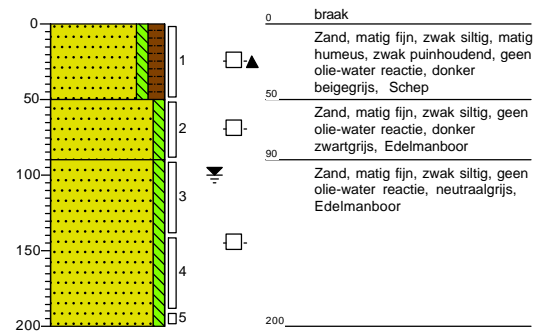 0
50
100
150
200
1
2
3
4
5
0 braak
Zand, matig fijn, zwak siltig, matig
humeus, zwak puinhoudend, geen
olie-water reactie, donker
beigegrijs, Schep
50
Zand, matig fijn, zwak siltig, geen
olie-water reactie, donker
zwartgrijs, Edelmanboor
90
Zand, matig fijn, zwak siltig, geen
olie-water reactie, neutraalgrijs,
Edelmanboor
200